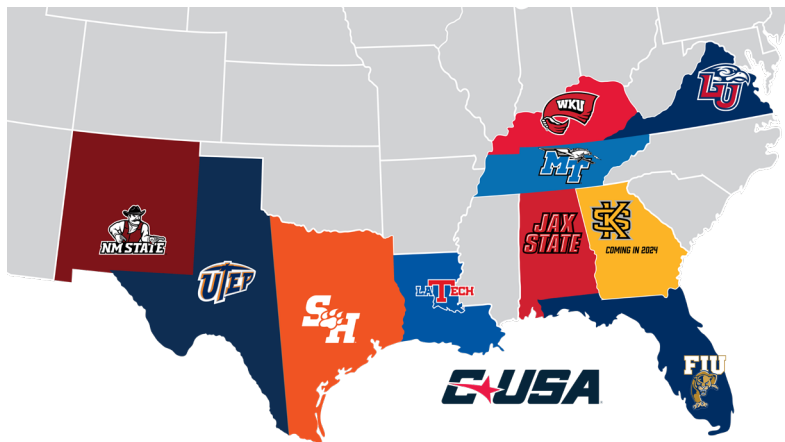 LU
WKU
MT
NM STATE
UTEP
SH
LA TECH
JAX
STATE
KS
COMING IN 2024
FIU
C USA